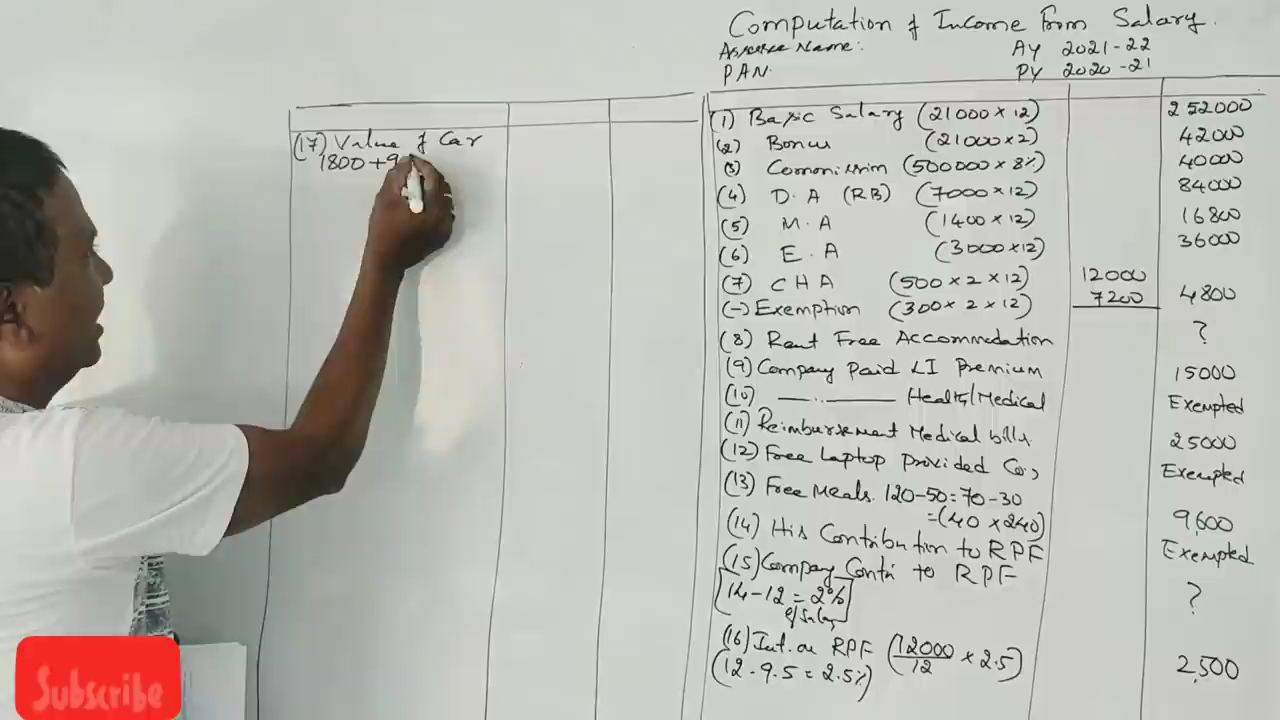 Computation of Income from Salary.
Assessee Name:
AY 2021-22
PAN.
PY 2020-21
(17) Value of Car
1800+9
(1) Basic Salary (21000×12) 252000
(2) Bonus (21000×2) 42000
(3) Commission (500000×8%) 40000
(4) D.A (RB) (7000×12) 84000
(5) M.A (1400×12) 16800
(6) E.A (3000×12) 36000
(7) CHA (500×2×12) 12000
(-) Exemption (300×2×12) 7200 4800
(8) Rent Free Accommodation ?
(9) Company Paid LI Premium 15000
(10) —〃— Health/Medical Exempted
(11) Reimbursement Medical bills. 25000
(12) Free Laptop provided Co., Exempted
(13) Free Meals. 120-50=70-30
=(40×240) 9,600
(14) His Contribution to RPF Exempted
(15) Company Contri to RPF
[14-12=2% ?
of Salary]
(16) Int. on RPF (12000/12 × 2.5)
(12-9.5=2.5%) 2,500
Subscribe